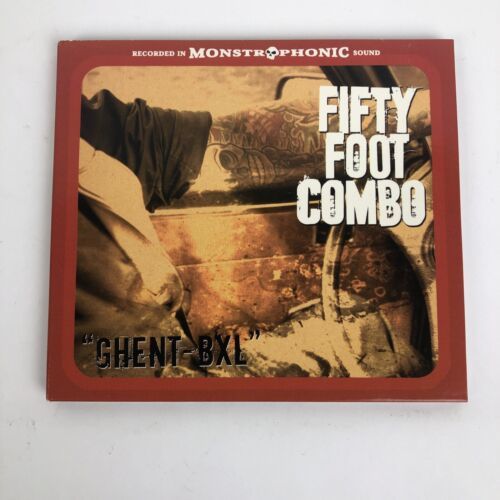 RECORDED IN MONSTROPHONIC SOUND
FIFTY
FOOT
COMBO
"GHENT-BXL"